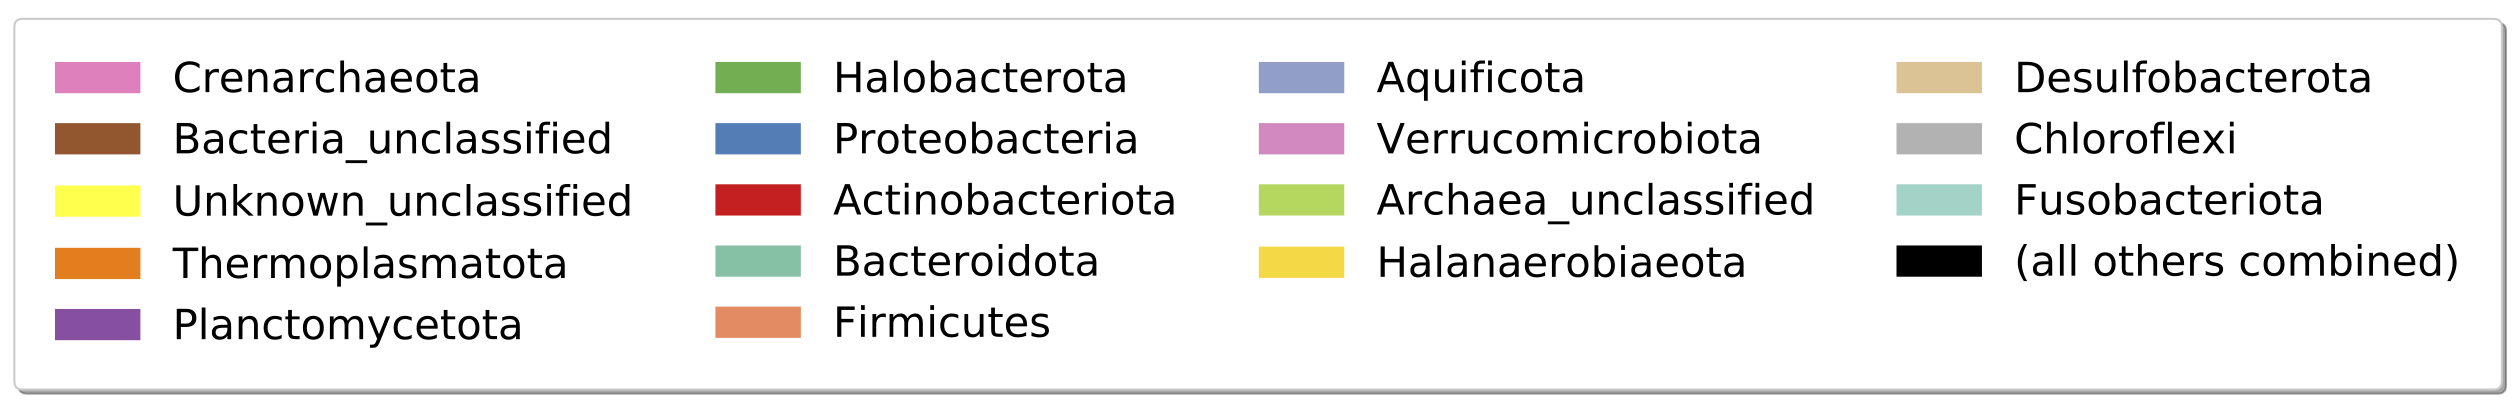 Crenarchaeota
Bacteria_unclassified
Unknown_unclassified
Thermoplasmatota
Planctomycetota
Halobacterota
Proteobacteria
Actinobacteriota
Bacteroidota
Firmicutes
Aquificota
Verrucomicrobiota
Archaea_unclassified
Halanaerobiaeota
Desulfobacterota
Chloroflexi
Fusobacteriota
(all others combined)